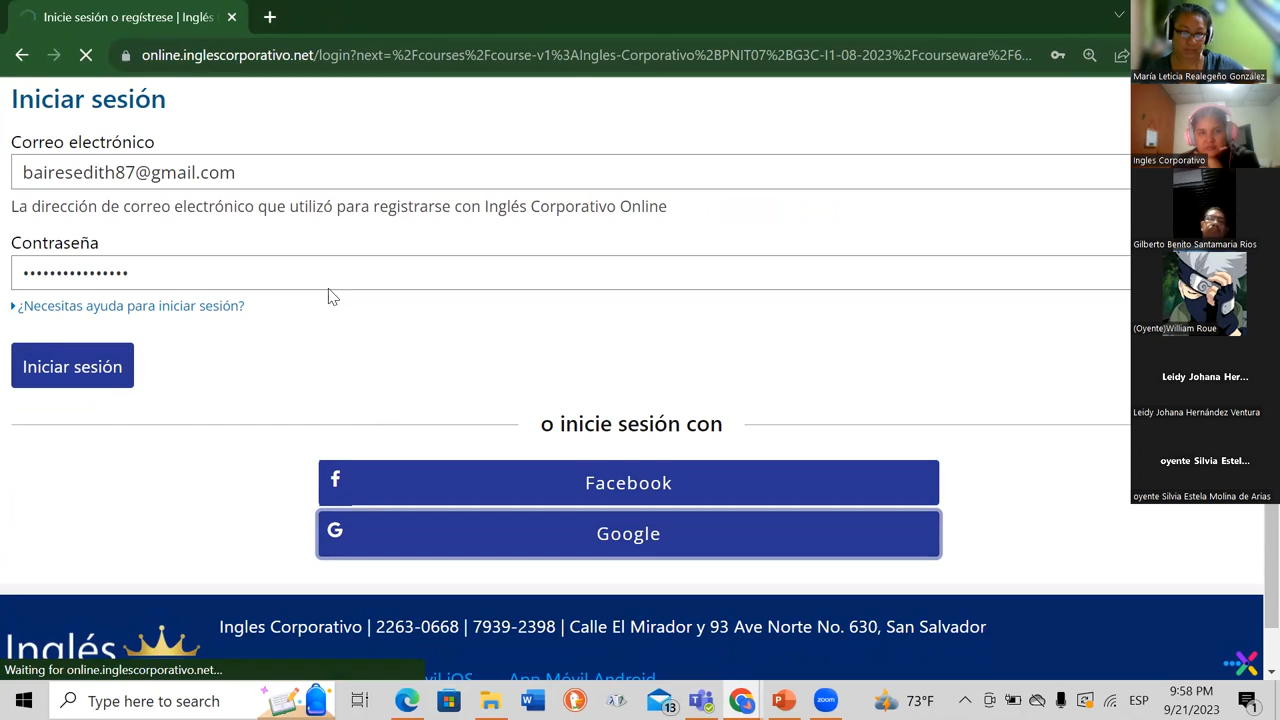 Inicie sesión o regístrese | Inglés
online.inglescorporativo.net/login?next=%2Fcourses%2Fcourse-v1%3AIngles-Corporativo%2BPNIT07%2BG3C-I1-08-2023%2Fcourseware%2F6...
Iniciar sesión
Correo electrónico
bairesedith87@gmail.com
La dirección de correo electrónico que utilizó para registrarse con Inglés Corporativo Online
Contraseña
••••••••••••••••
¿Necesitas ayuda para iniciar sesión?
Iniciar sesión
o inicie sesión con
Facebook
Google
Ingles Corporativo | 2263-0668 | 7939-2398 | Calle El Mirador y 93 Ave Norte No. 630, San Salvador
Inglés
App Móvil Android
Waiting for online.inglescorporativo.net...
María Leticia Realegeño González
Ingles Corporativo
Gilberto Benito Santamaria Rios
(Oyente)William Roue
Leidy Johana Her...
Leidy Johana Hernández Ventura
oyente Silvia Estel...
oyente Silvia Estela Molina de Arias
Type here to search
13
zoom
73°F
ESP
9:58 PM
9/21/2023
1